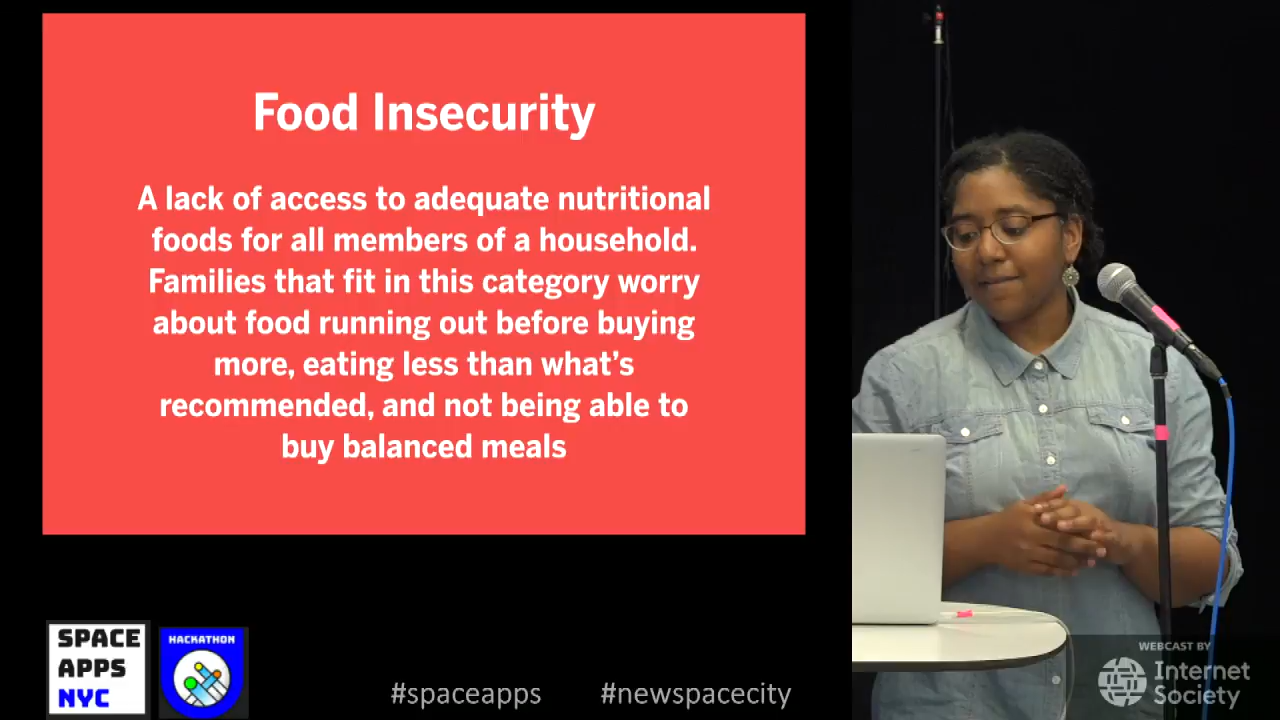 Food Insecurity
A lack of access to adequate nutritional
foods for all members of a household.
Families that fit in this category worry
about food running out before buying
more, eating less than what's
recommended, and not being able to
buy balanced meals
SPACE
APPS
NYC
HACKATHON
#spaceapps #newspacecity
WEBCAST BY
Internet
Society